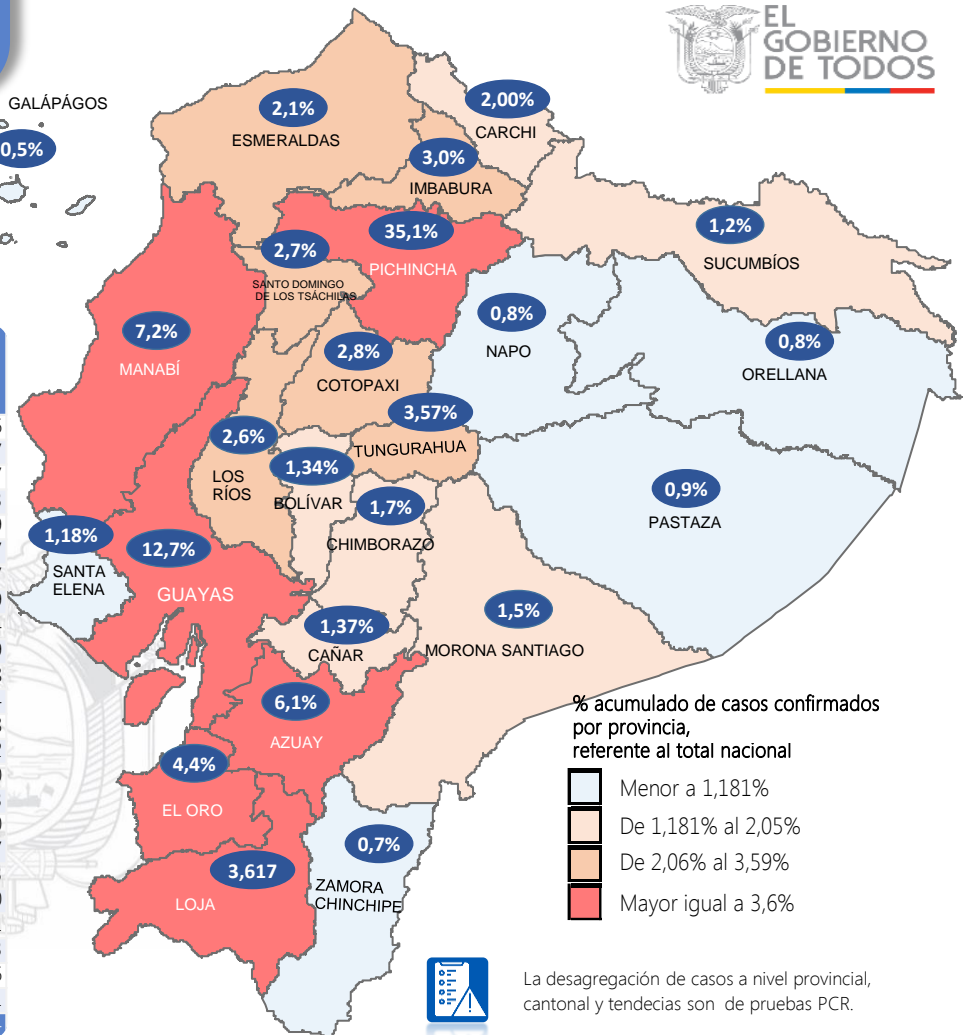 EL
GOBIERNO
DE TODOS
GALÁPÁGOS
0,5%
2,1%
ESMERALDAS
2,00%
CARCHI
3,0%
IMBABURA
35,1%
PICHINCHA
1,2%
SUCUMBÍOS
2,7%
SANTO DOMINGO
DE LOS TSÁCHILAS
7,2%
MANABÍ
0,8%
NAPO
0,8%
ORELLANA
2,8%
COTOPAXI
3,57%
TUNGURAHUA
2,6%
LOS
RÍOS
1,34%
BOLÍVAR
1,7%
CHIMBORAZO
0,9%
PASTAZA
1,18%
SANTA
ELENA
12,7%
GUAYAS
1,37%
CAÑAR
1,5%
MORONA SANTIAGO
6,1%
AZUAY
4,4%
EL ORO
3,617
LOJA
0,7%
ZAMORA
CHINCHIPE
% acumulado de casos confirmados
por provincia,
referente al total nacional
Menor a 1,181%
De 1,181% al 2,05%
De 2,06% al 3,59%
Mayor igual a 3,6%
La desagregación de casos a nivel provincial,
cantonal y tendecias son de pruebas PCR.